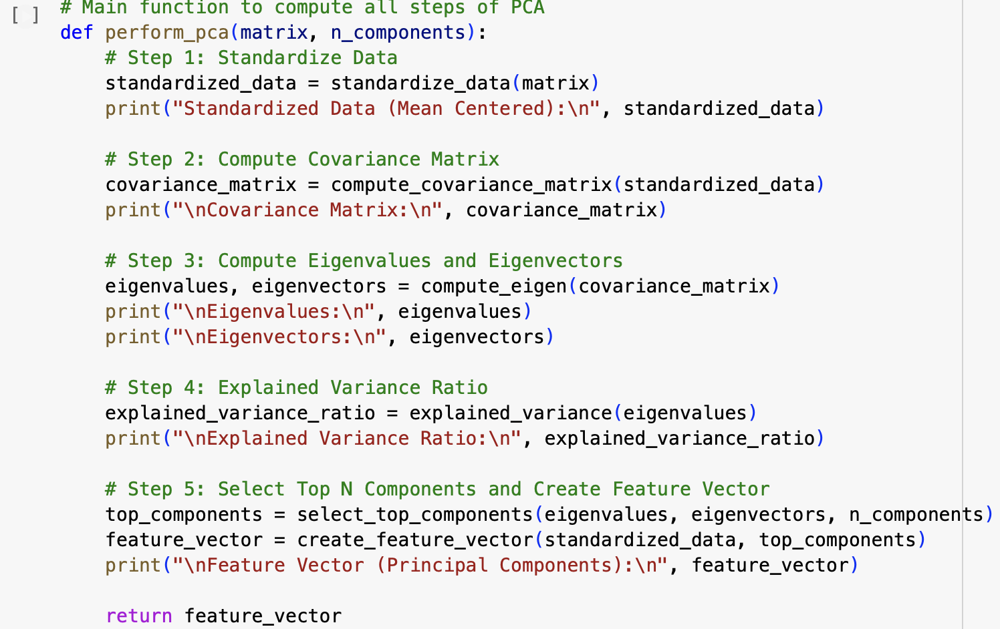 # Main function to compute all steps of PCA
[ ] def perform_pca(matrix, n_components):
# Step 1: Standardize Data
standardized_data = standardize_data(matrix)
print("Standardized Data (Mean Centered):\n", standardized_data)
# Step 2: Compute Covariance Matrix
covariance_matrix = compute_covariance_matrix(standardized_data)
print("\nCovariance Matrix:\n", covariance_matrix)
# Step 3: Compute Eigenvalues and Eigenvectors
eigenvalues, eigenvectors = compute_eigen(covariance_matrix)
print("\nEigenvalues:\n", eigenvalues)
print("\nEigenvectors:\n", eigenvectors)
# Step 4: Explained Variance Ratio
explained_variance_ratio = explained_variance(eigenvalues)
print("\nExplained Variance Ratio:\n", explained_variance_ratio)
# Step 5: Select Top N Components and Create Feature Vector
top_components = select_top_components(eigenvalues, eigenvectors, n_components)
feature_vector = create_feature_vector(standardized_data, top_components)
print("\nFeature Vector (Principal Components):\n", feature_vector)
return feature_vector